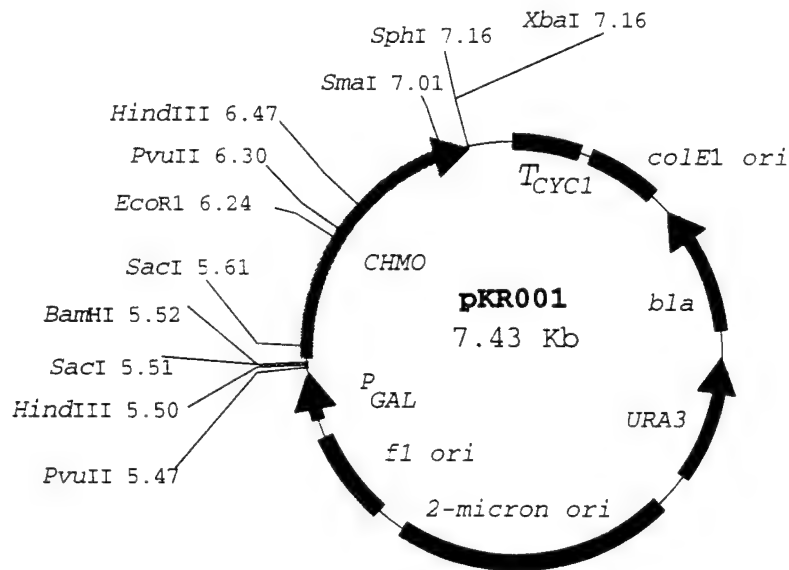 XbaI 7.16
SphI 7.16
SmaI 7.01
HindIII 6.47
PvuII 6.30
EcoR1 6.24
SacI 5.61
BamHI 5.52
SacI 5.51
HindIII 5.50
PvuII 5.47
TCYC1
colE1 ori
CHMO
pKR001
7.43 Kb
bla
PGAL
URA3
f1 ori
2-micron ori